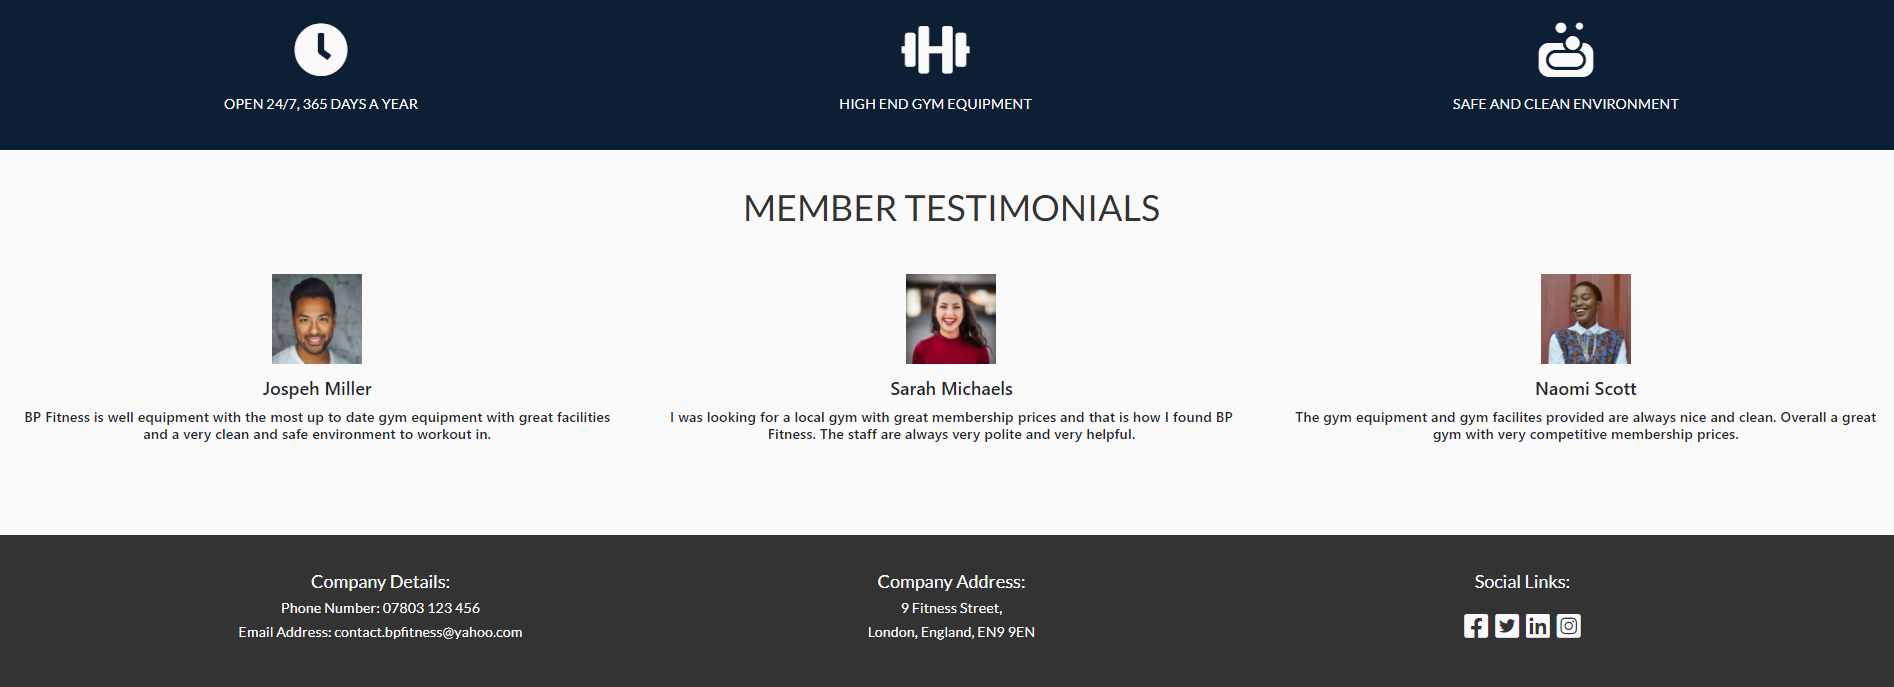 OPEN 24/7, 365 DAYS A YEAR
HIGH END GYM EQUIPMENT
SAFE AND CLEAN ENVIRONMENT
MEMBER TESTIMONIALS
Jospeh Miller
BP Fitness is well equipment with the most up to date gym equipment with great facilities
and a very clean and safe environment to workout in.
Sarah Michaels
I was looking for a local gym with great membership prices and that is how I found BP
Fitness. The staff are always very polite and very helpful.
Naomi Scott
The gym equipment and gym facilites provided are always nice and clean. Overall a great
gym with very competitive membership prices.
Company Details:
Phone Number: 07803 123 456
Email Address: contact.bpfitness@yahoo.com
Company Address:
9 Fitness Street,
London, England, EN9 9EN
Social Links: